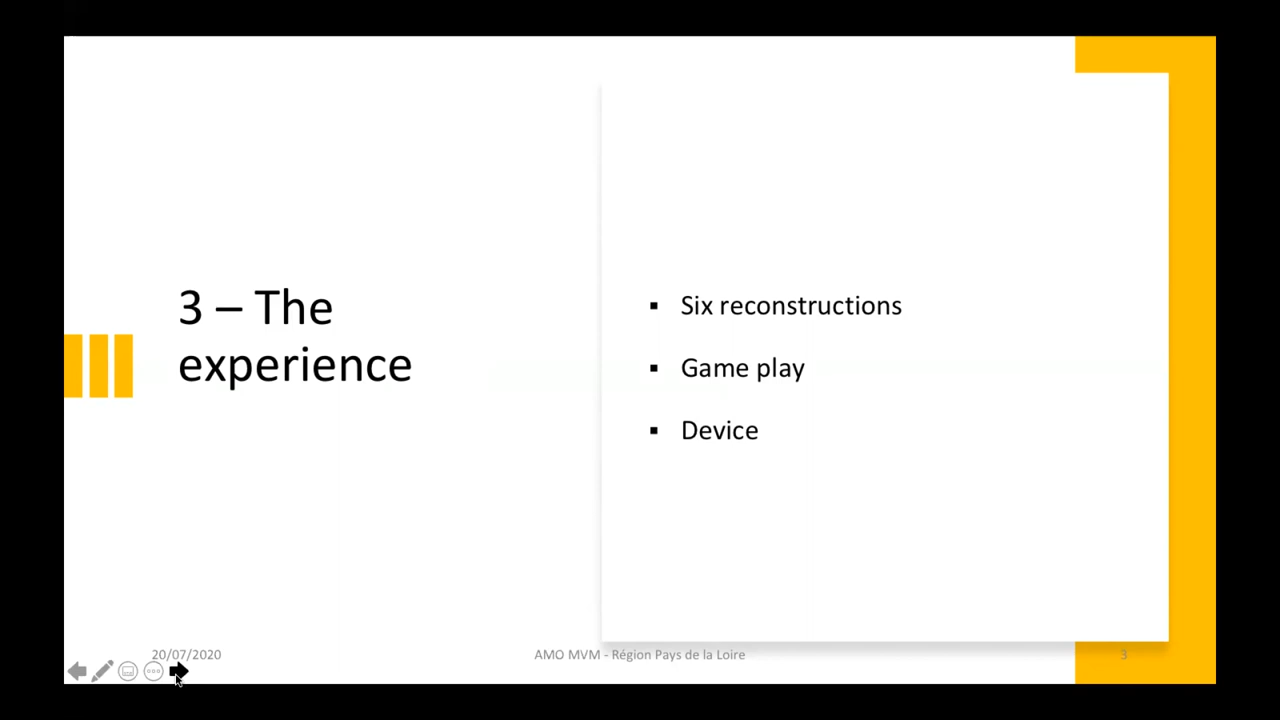 3 – The
experience
▪ Six reconstructions
▪ Game play
▪ Device
20/07/2020
AMO MVM - Région Pays de la Loire
3